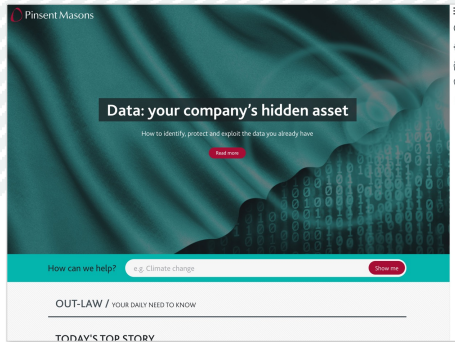 Pinsent Masons
Data: your company's hidden asset
How to identify, protect and exploit the data you already have
Read more
How can we help?
e.g. Climate change
Show me
OUT-LAW / YOUR DAILY NEED TO KNOW
TODAY'S TOP STORY